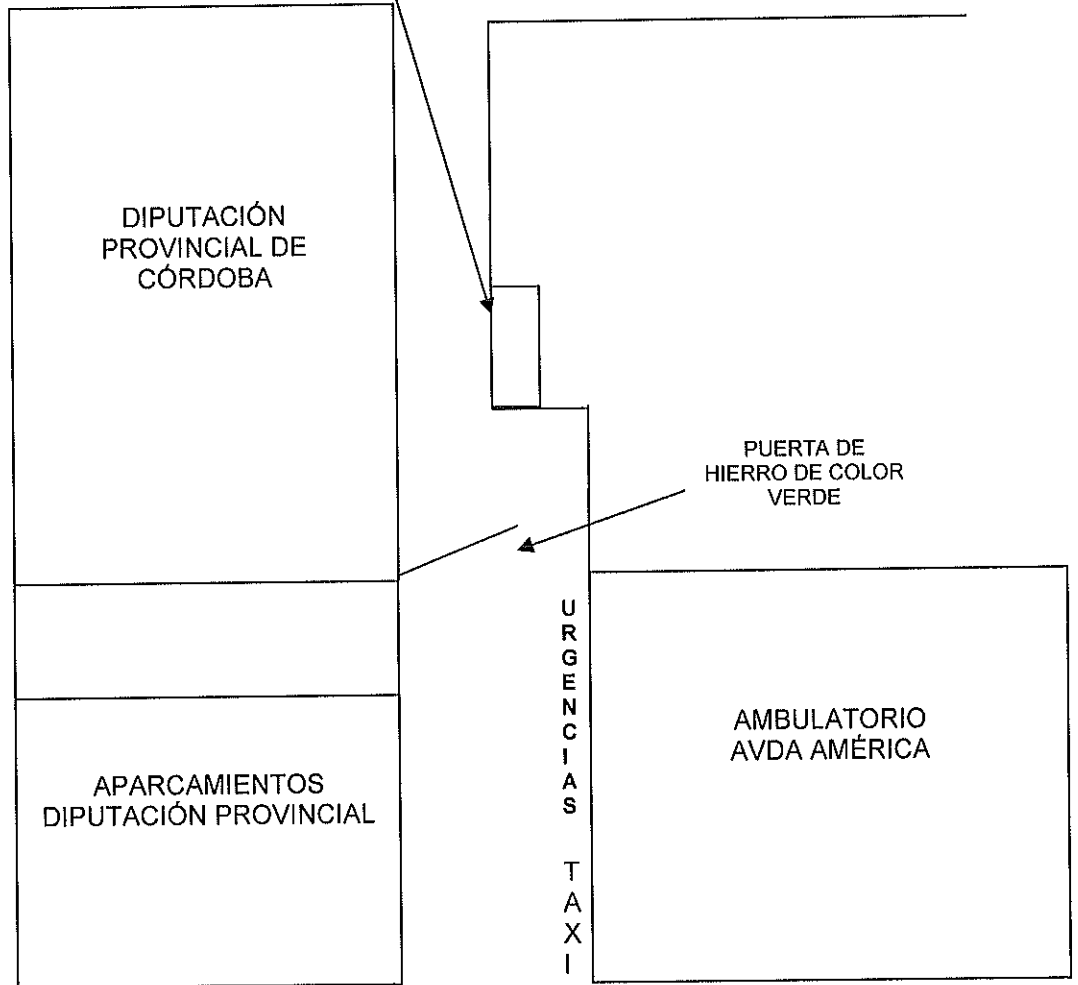 DIPUTACIÓN
PROVINCIAL DE
CÓRDOBA
PUERTA DE
HIERRO DE COLOR
VERDE
URGENCIAS
TAXI
AMBULATORIO
AVDA AMÉRICA
APARCAMIENTOS
DIPUTACIÓN PROVINCIAL